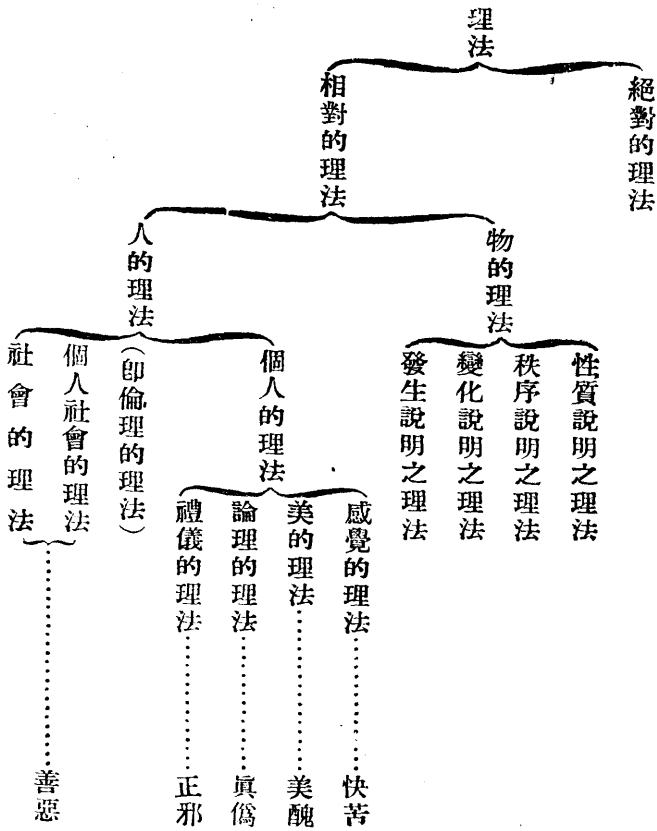 理法
絕對的理法
相對的理法
物的理法
性質說明之理法
秩序說明之理法
變化說明之理法
發生說明之理法
人的理法
(卽倫理的理法)
個人的理法
感覺的理法……快苦
美的理法……美醜
論理的理法……眞僞
禮儀的理法……正邪
個人社會的理法
社會的理法
……善惡